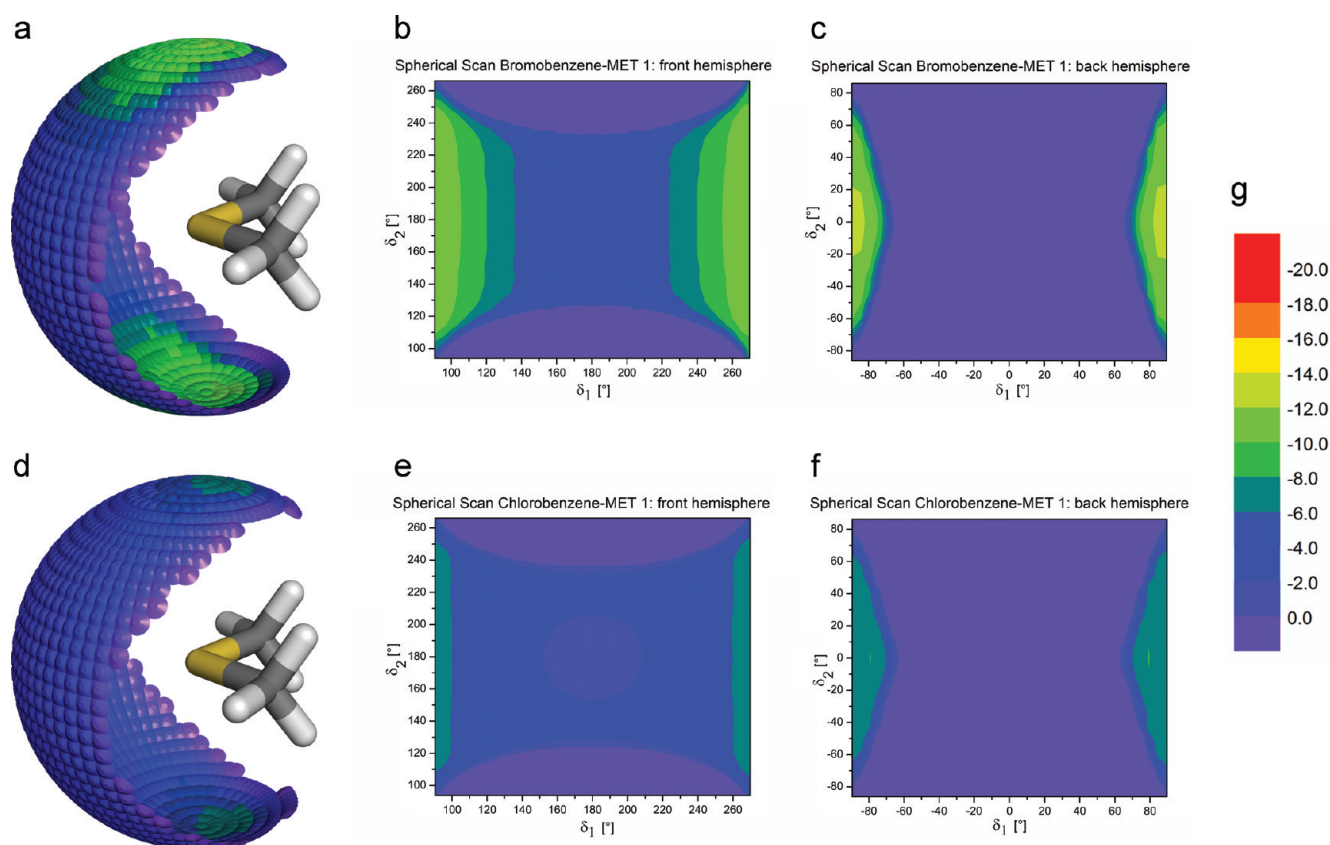 a
b
c
Spherical Scan Bromobenzene-MET 1: front hemisphere
Spherical Scan Bromobenzene-MET 1: back hemisphere
260
240
220
200
180
160
140
120
100
δ2 [°]
100 120 140 160 180 200 220 240 260
δ1 [°]
80
60
40
20
0
-20
-40
-60
-80
δ2 [°]
-80 -60 -40 -20 0 20 40 60 80
δ1 [°]
g
-20.0
-18.0
-16.0
-14.0
-12.0
-10.0
-8.0
-6.0
-4.0
-2.0
0.0
d
e
f
Spherical Scan Chlorobenzene-MET 1: front hemisphere
Spherical Scan Chlorobenzene-MET 1: back hemisphere
260
240
220
200
180
160
140
120
100
δ2 [°]
100 120 140 160 180 200 220 240 260
δ1 [°]
80
60
40
20
0
-20
-40
-60
-80
δ2 [°]
-80 -60 -40 -20 0 20 40 60 80
δ1 [°]